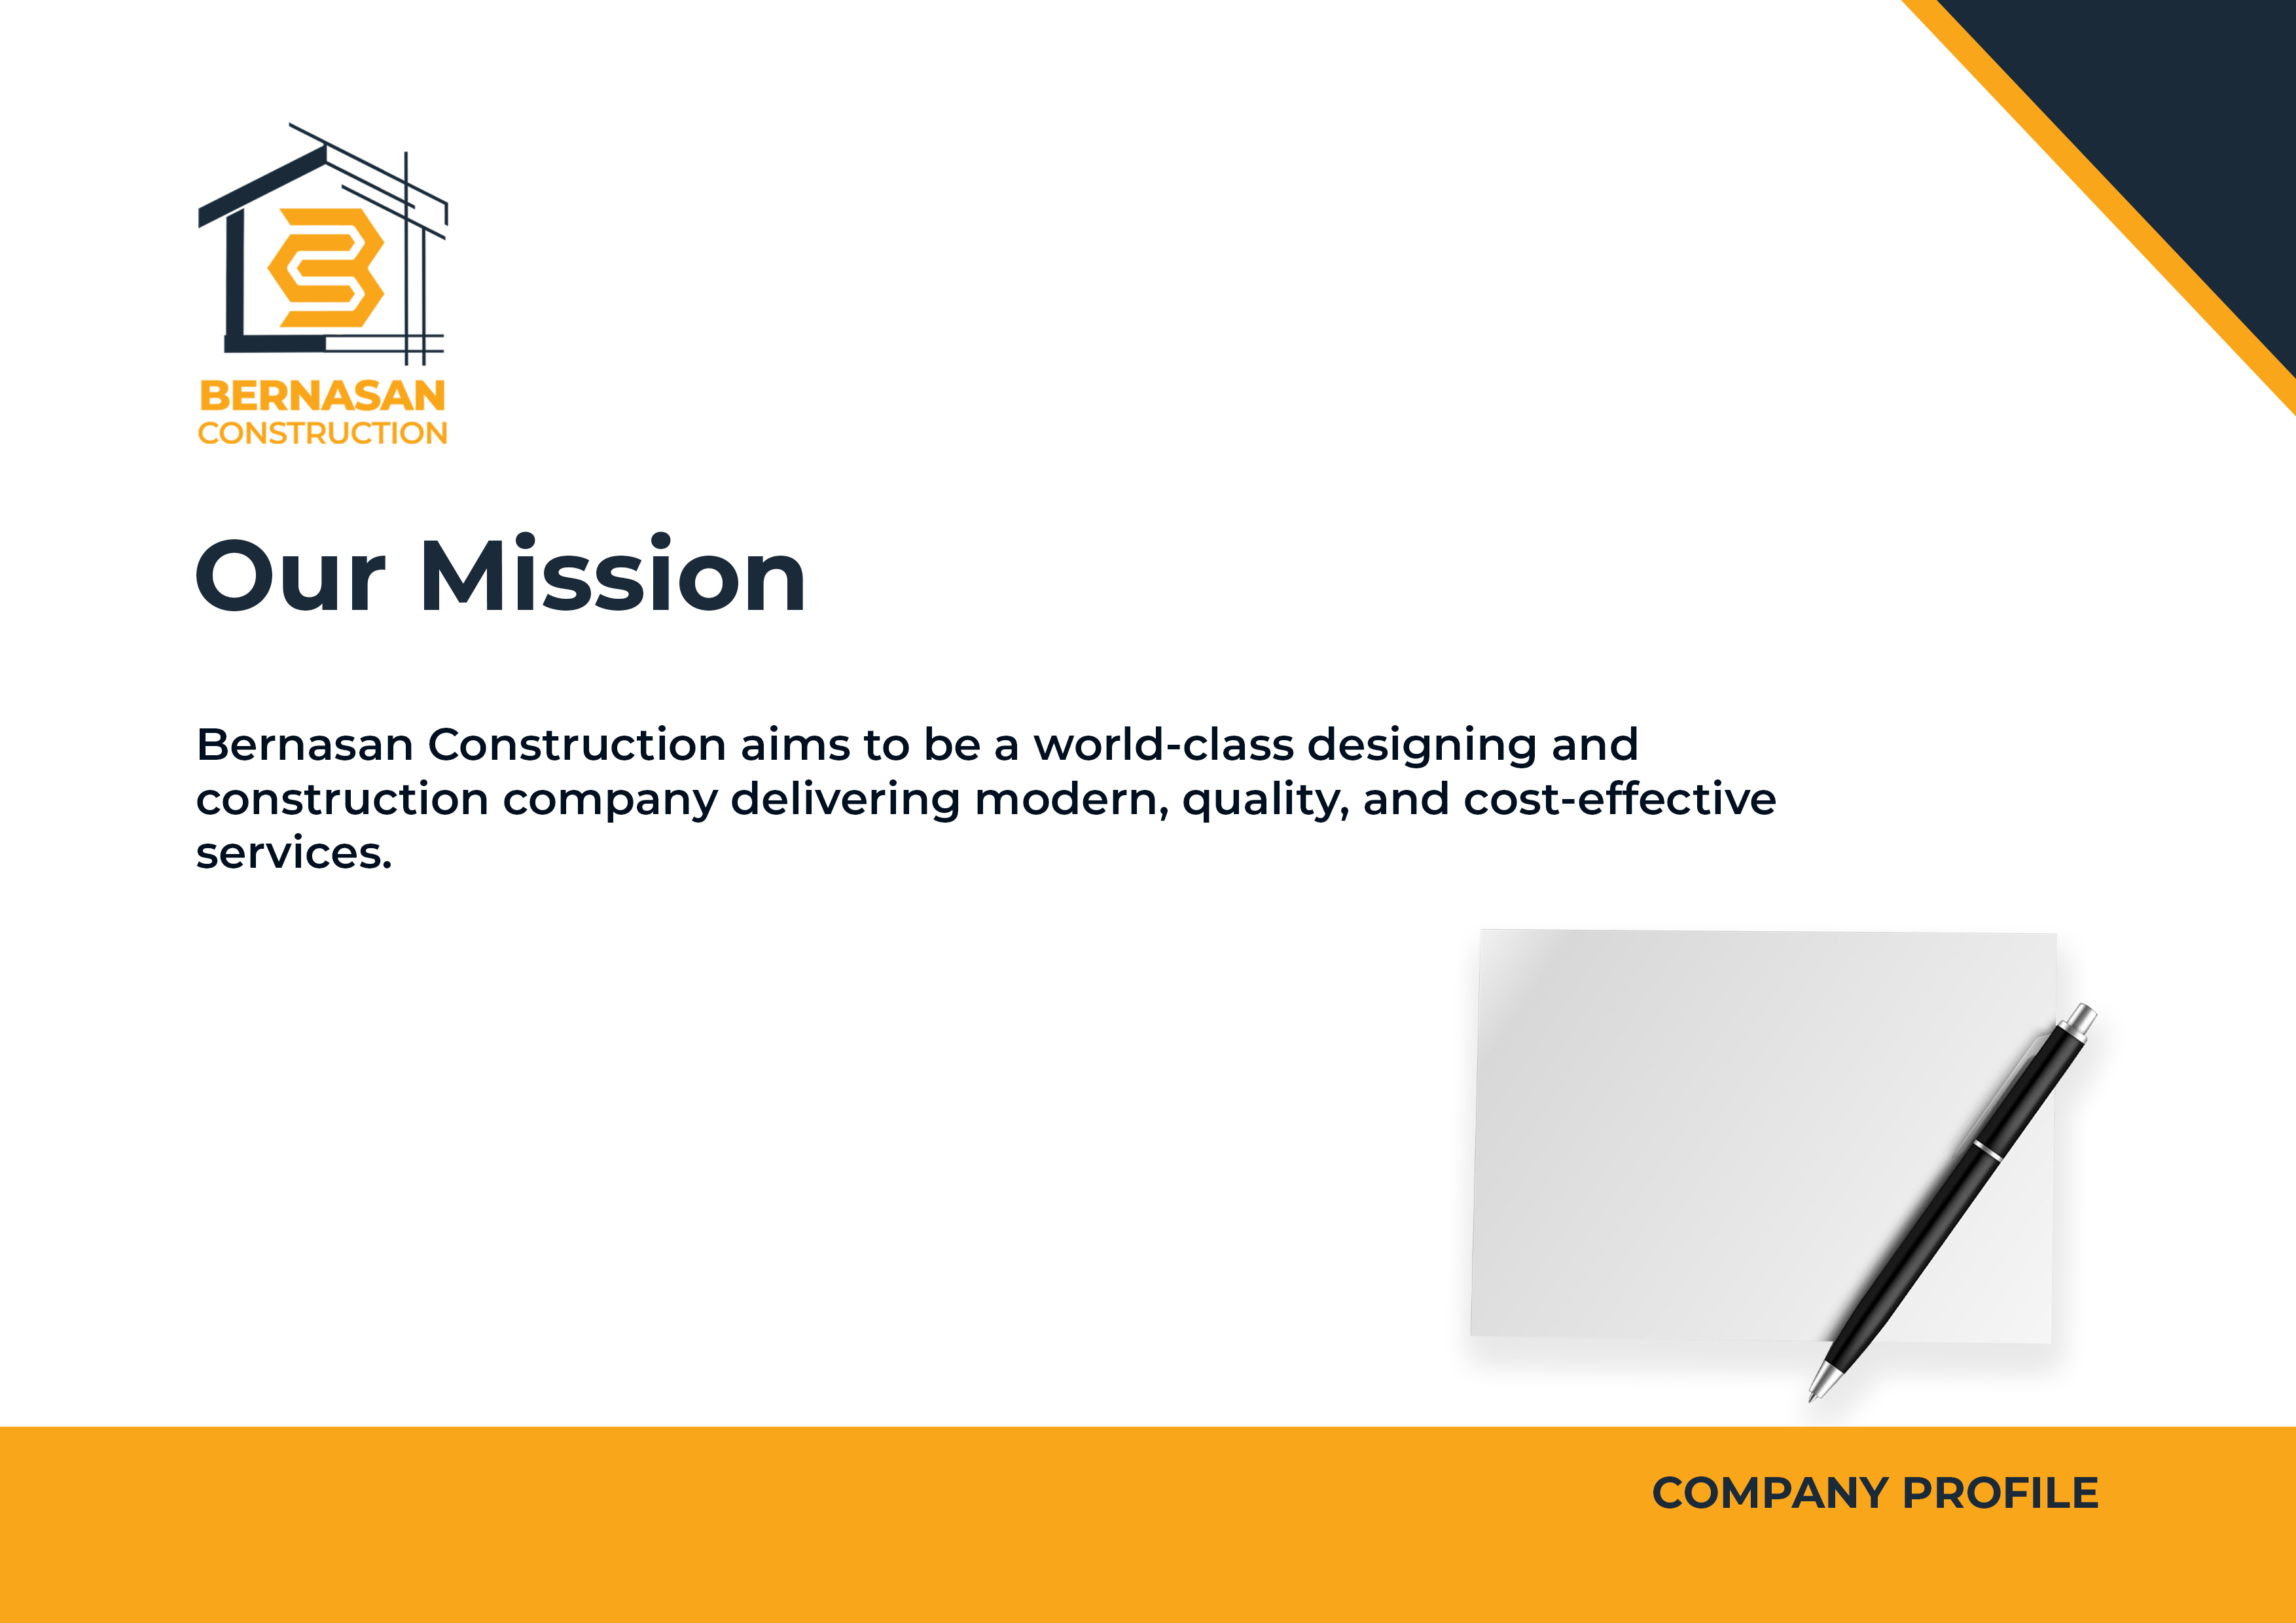 BERNASAN
CONSTRUCTION
Our Mission
Bernasan Construction aims to be a world-class designing and
construction company delivering modern, quality, and cost-effective
services.
COMPANY PROFILE